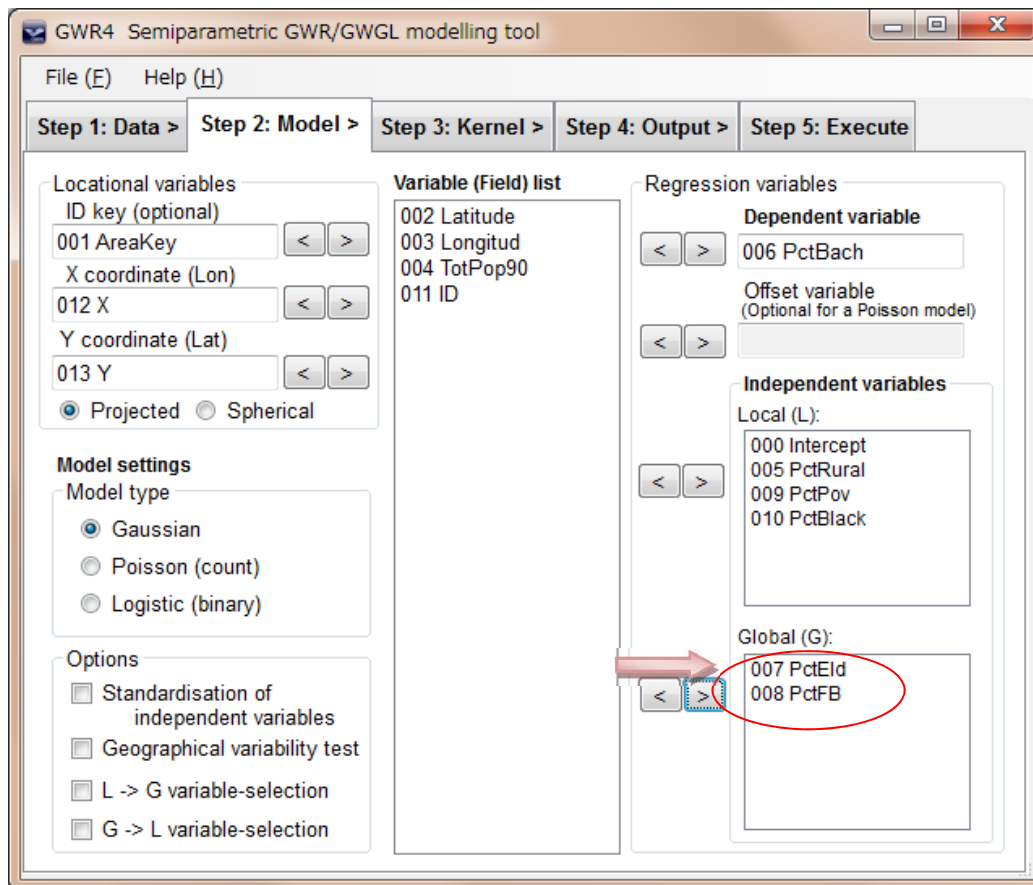 GWR4 Semiparametric GWR/GWGL modelling tool
File (F) Help (H)
Step 1: Data > Step 2: Model > Step 3: Kernel > Step 4: Output > Step 5: Execute
Locational variables
ID key (optional)
001 AreaKey
< >
X coordinate (Lon)
012 X
< >
Y coordinate (Lat)
013 Y
< >
Projected Spherical
Model settings
Model type
Gaussian
Poisson (count)
Logistic (binary)
Options
Standardisation of
independent variables
Geographical variability test
L -> G variable-selection
G -> L variable-selection
Variable (Field) list
002 Latitude
003 Longitud
004 TotPop90
011 ID
Regression variables
Dependent variable
< >
006 PctBach
Offset variable
(Optional for a Poisson model)
< >
Independent variables
Local (L):
< >
000 Intercept
005 PctRural
009 PctPov
010 PctBlack
Global (G):
< >
007 PctEld
008 PctFB